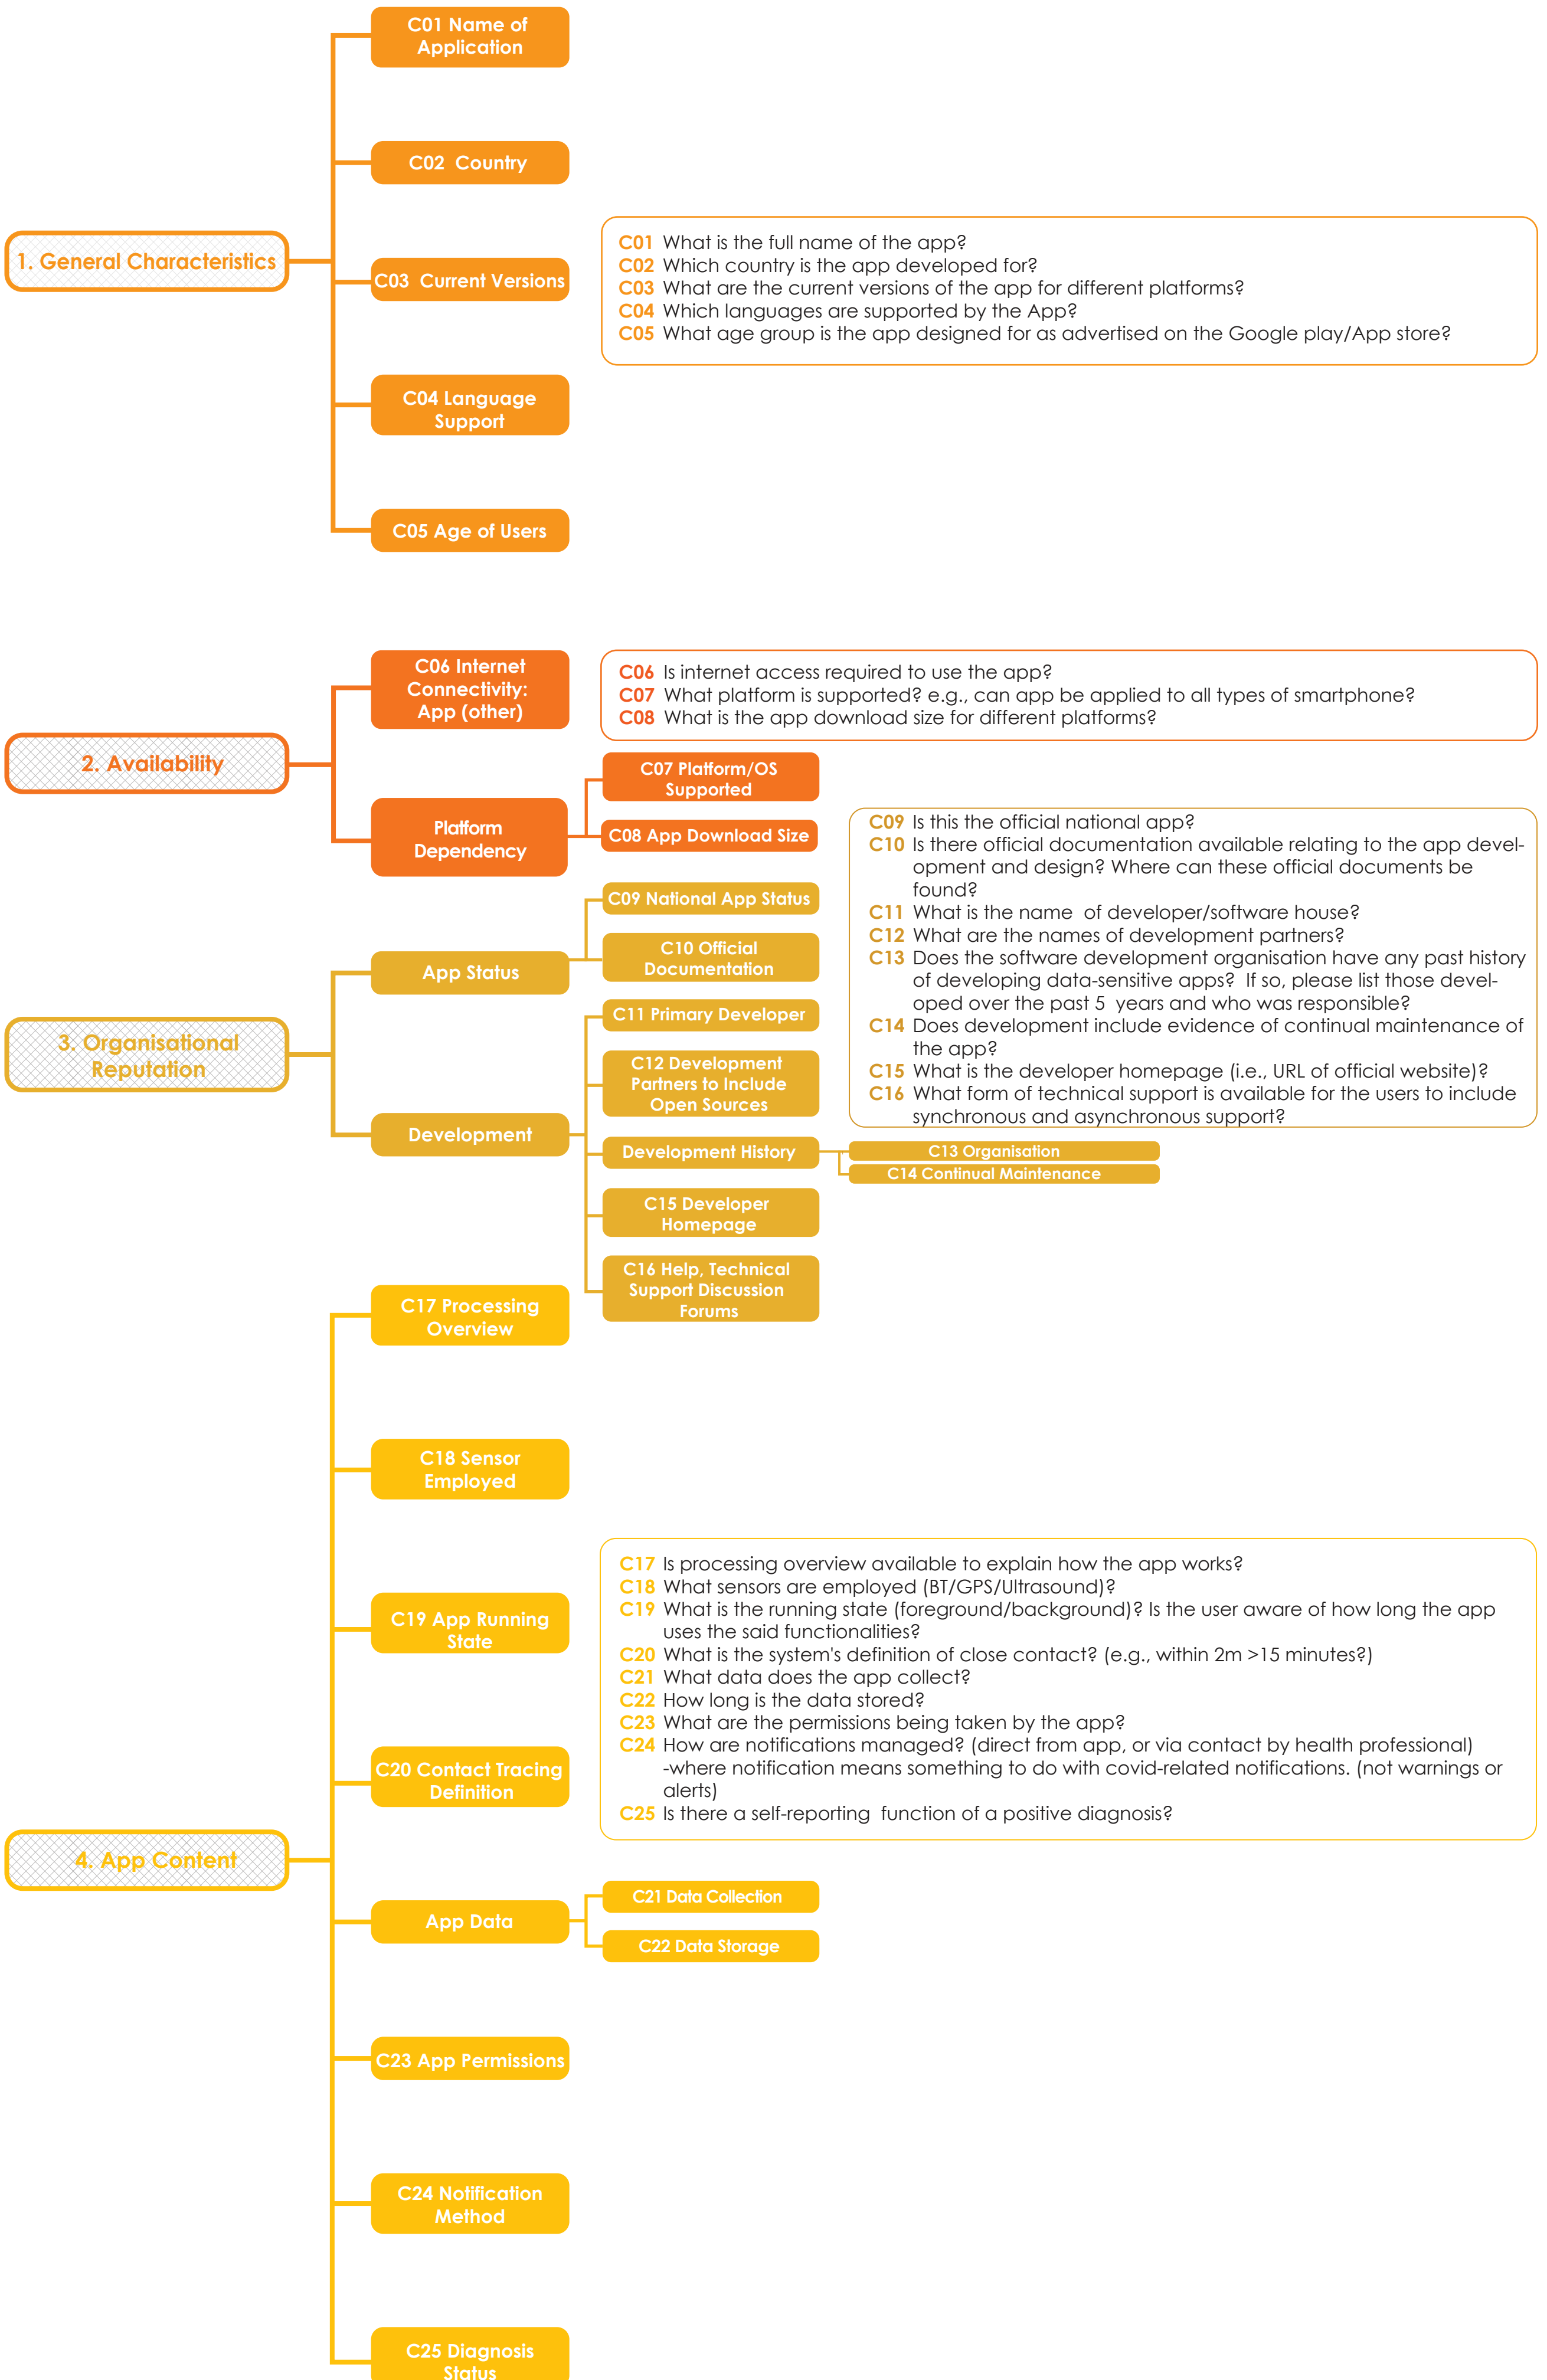 C01 Name of
Application
C02 Country
1. General Characteristics
C03 Current Versions
C04 Language
Support
C05 Age of Users
C01 What is the full name of the app?
C02 Which country is the app developed for?
C03 What are the current versions of the app for different platforms?
C04 Which languages are supported by the App?
C05 What age group is the app designed for as advertised on the Google play/App store?
C06 Internet
Connectivity:
App (other)
C06 Is internet access required to use the app?
C07 What platform is supported? e.g., can app be applied to all types of smartphone?
C08 What is the app download size for different platforms?
2. Availability
Platform
Dependency
C07 Platform/OS
Supported
C08 App Download Size
C09 Is this the official national app?
C10 Is there official documentation available relating to the app devel-
opment and design? Where can these official documents be
found?
C11 What is the name of developer/software house?
C12 What are the names of development partners?
C13 Does the software development organisation have any past history
of developing data-sensitive apps? If so, please list those devel-
oped over the past 5 years and who was responsible?
C14 Does development include evidence of continual maintenance of
the app?
C15 What is the developer homepage (i.e., URL of official website)?
C16 What form of technical support is available for the users to include
synchronous and asynchronous support?
3. Organisational
Reputation
App Status
C09 National App Status
C10 Official
Documentation
Development
C11 Primary Developer
C12 Development
Partners to Include
Open Sources
Development History
C13 Organisation
C14 Continual Maintenance
C15 Developer
Homepage
C16 Help, Technical
Support Discussion
Forums
C17 Processing
Overview
C18 Sensor
Employed
C19 App Running
State
C20 Contact Tracing
Definition
C17 Is processing overview available to explain how the app works?
C18 What sensors are employed (BT/GPS/Ultrasound)?
C19 What is the running state (foreground/background)? Is the user aware of how long the app
uses the said functionalities?
C20 What is the system's definition of close contact? (e.g., within 2m >15 minutes?)
C21 What data does the app collect?
C22 How long is the data stored?
C23 What are the permissions being taken by the app?
C24 How are notifications managed? (direct from app, or via contact by health professional)
-where notification means something to do with covid-related notifications. (not warnings or
alerts)
C25 Is there a self-reporting function of a positive diagnosis?
4. App Content
App Data
C21 Data Collection
C22 Data Storage
C23 App Permissions
C24 Notification
Method
C25 Diagnosis
Status